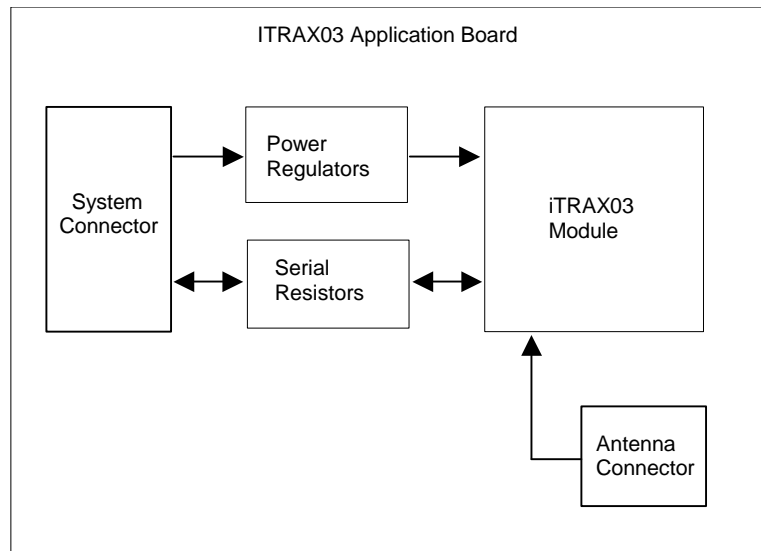 ITRAX03 Application Board
System
Connector
Power
Regulators
Serial
Resistors
iTRAX03
Module
Antenna
Connector